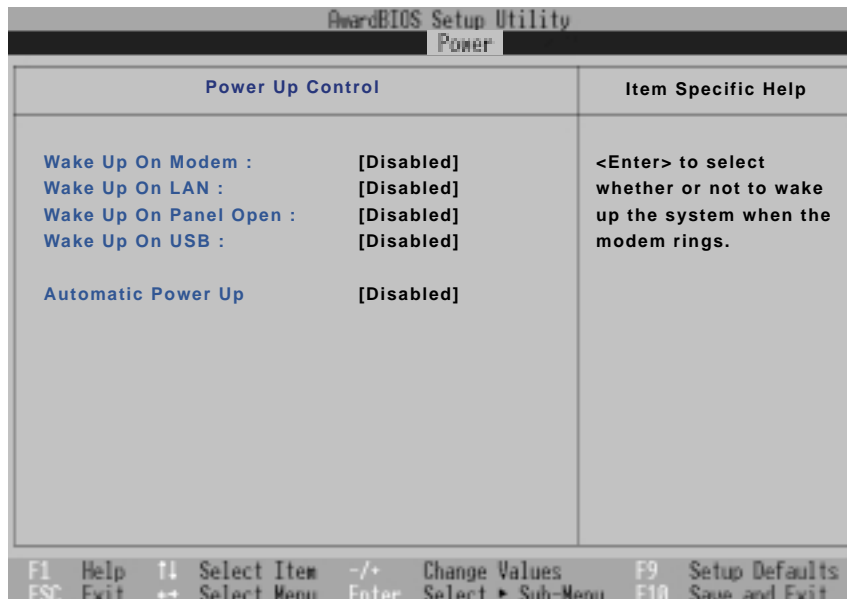 AwardBIOS Setup Utility
Power
Power Up Control
Item Specific Help
Wake Up On Modem : [Disabled]
Wake Up On LAN : [Disabled]
Wake Up On Panel Open : [Disabled]
Wake Up On USB : [Disabled]
Automatic Power Up [Disabled]
<Enter> to select
whether or not to wake
up the system when the
modem rings.
F1 Help ↑↓ Select Item -/+ Change Values F9 Setup Defaults
ESC Exit ←→ Select Menu Enter Select ▶ Sub-Menu F10 Save and Exit